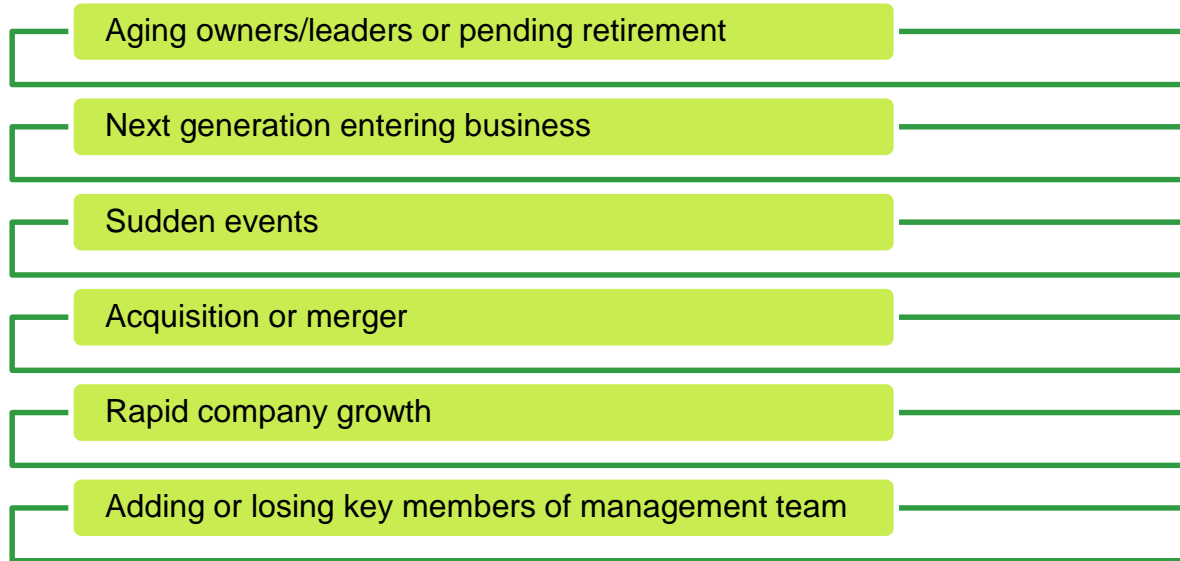 Aging owners/leaders or pending retirement
Next generation entering business
Sudden events
Acquisition or merger
Rapid company growth
Adding or losing key members of management team